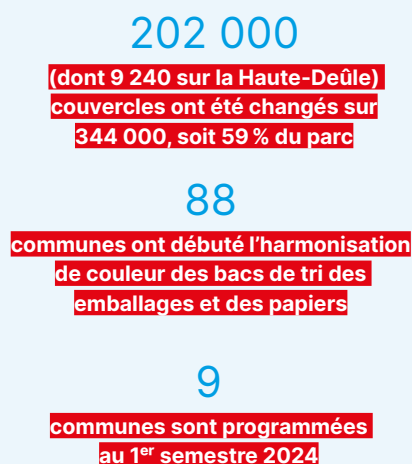 202 000
(dont 9 240 sur la Haute-Deûle)
couvercles ont été changés sur
344 000, soit 59 % du parc
88
communes ont débuté l’harmonisation
de couleur des bacs de tri des
emballages et des papiers
9
communes sont programmées
au 1er semestre 2024